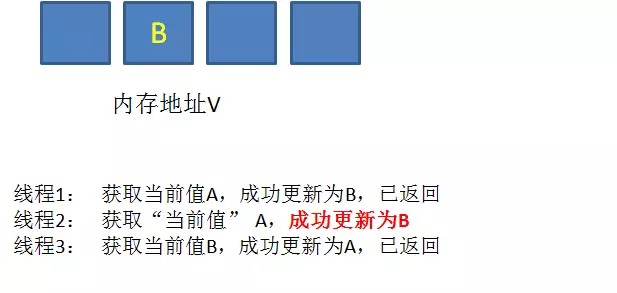 B
内存地址V
线程1： 获取当前值A，成功更新为B，已返回
线程2： 获取“当前值” A，成功更新为B
线程3： 获取当前值B，成功更新为A，已返回